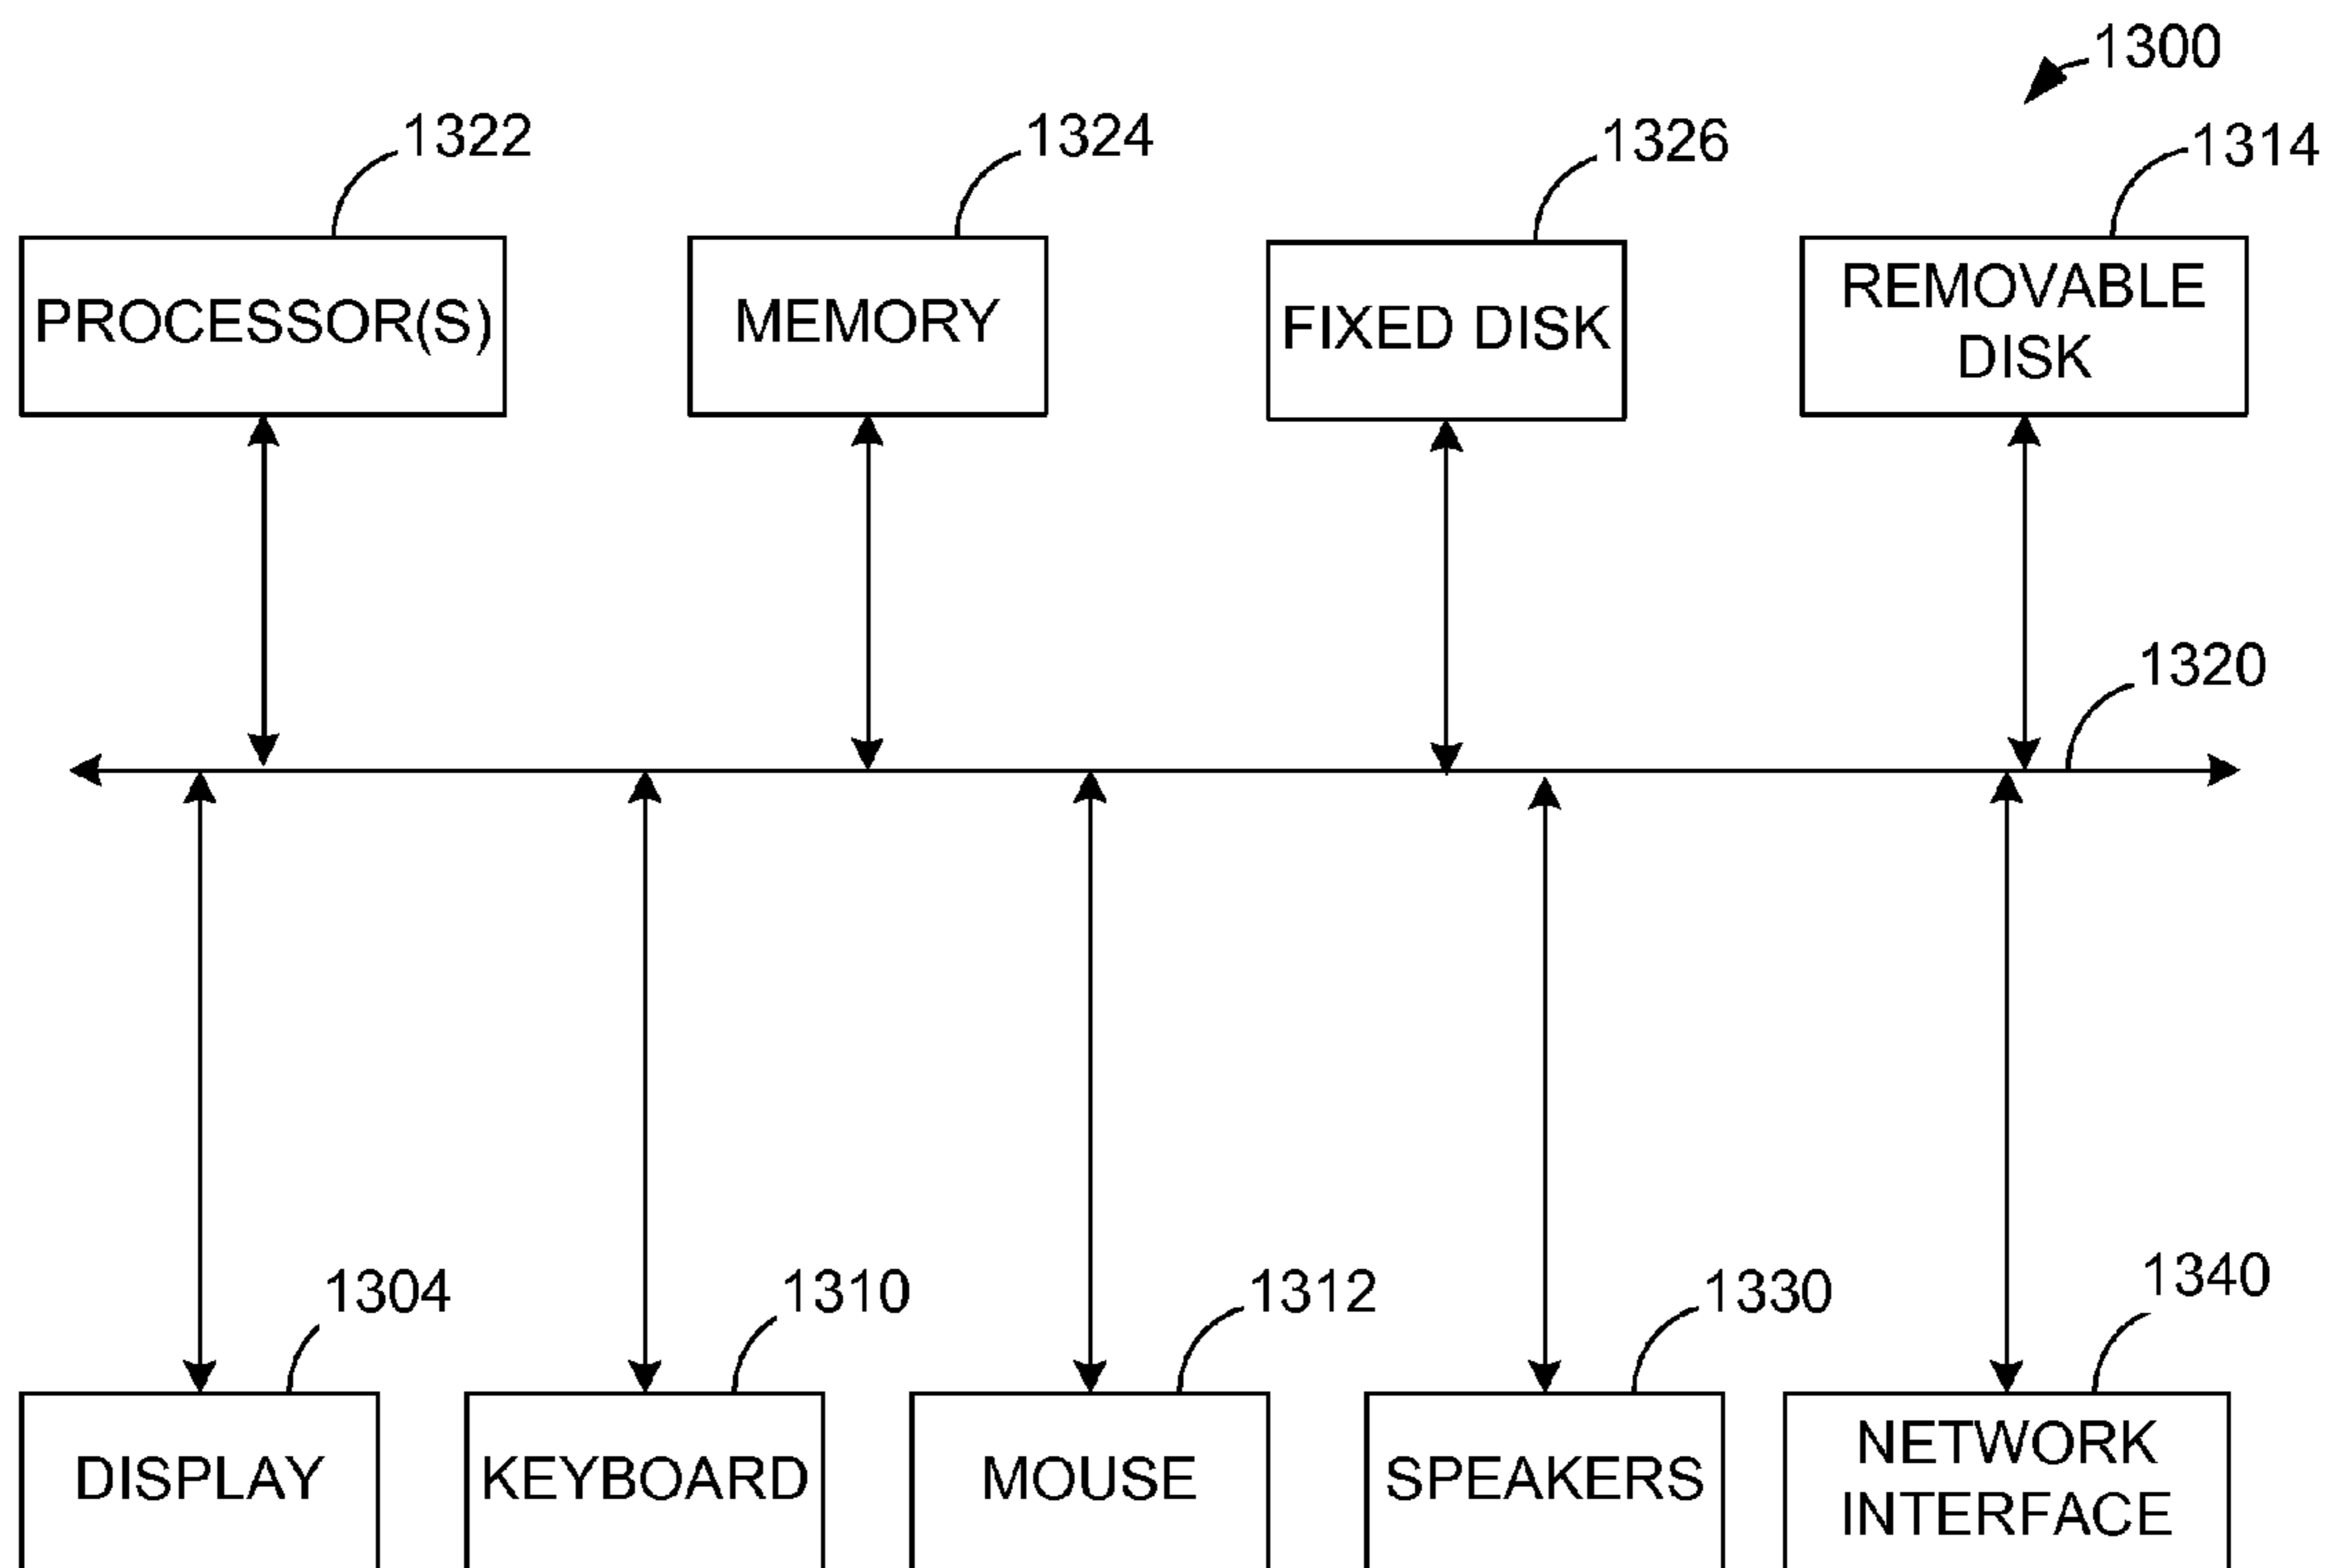 1300
1322
1324
1326
1314
PROCESSOR(S)
MEMORY
FIXED DISK
REMOVABLE
DISK
1320
1304
1310
1312
1330
1340
DISPLAY
KEYBOARD
MOUSE
SPEAKERS
NETWORK
INTERFACE